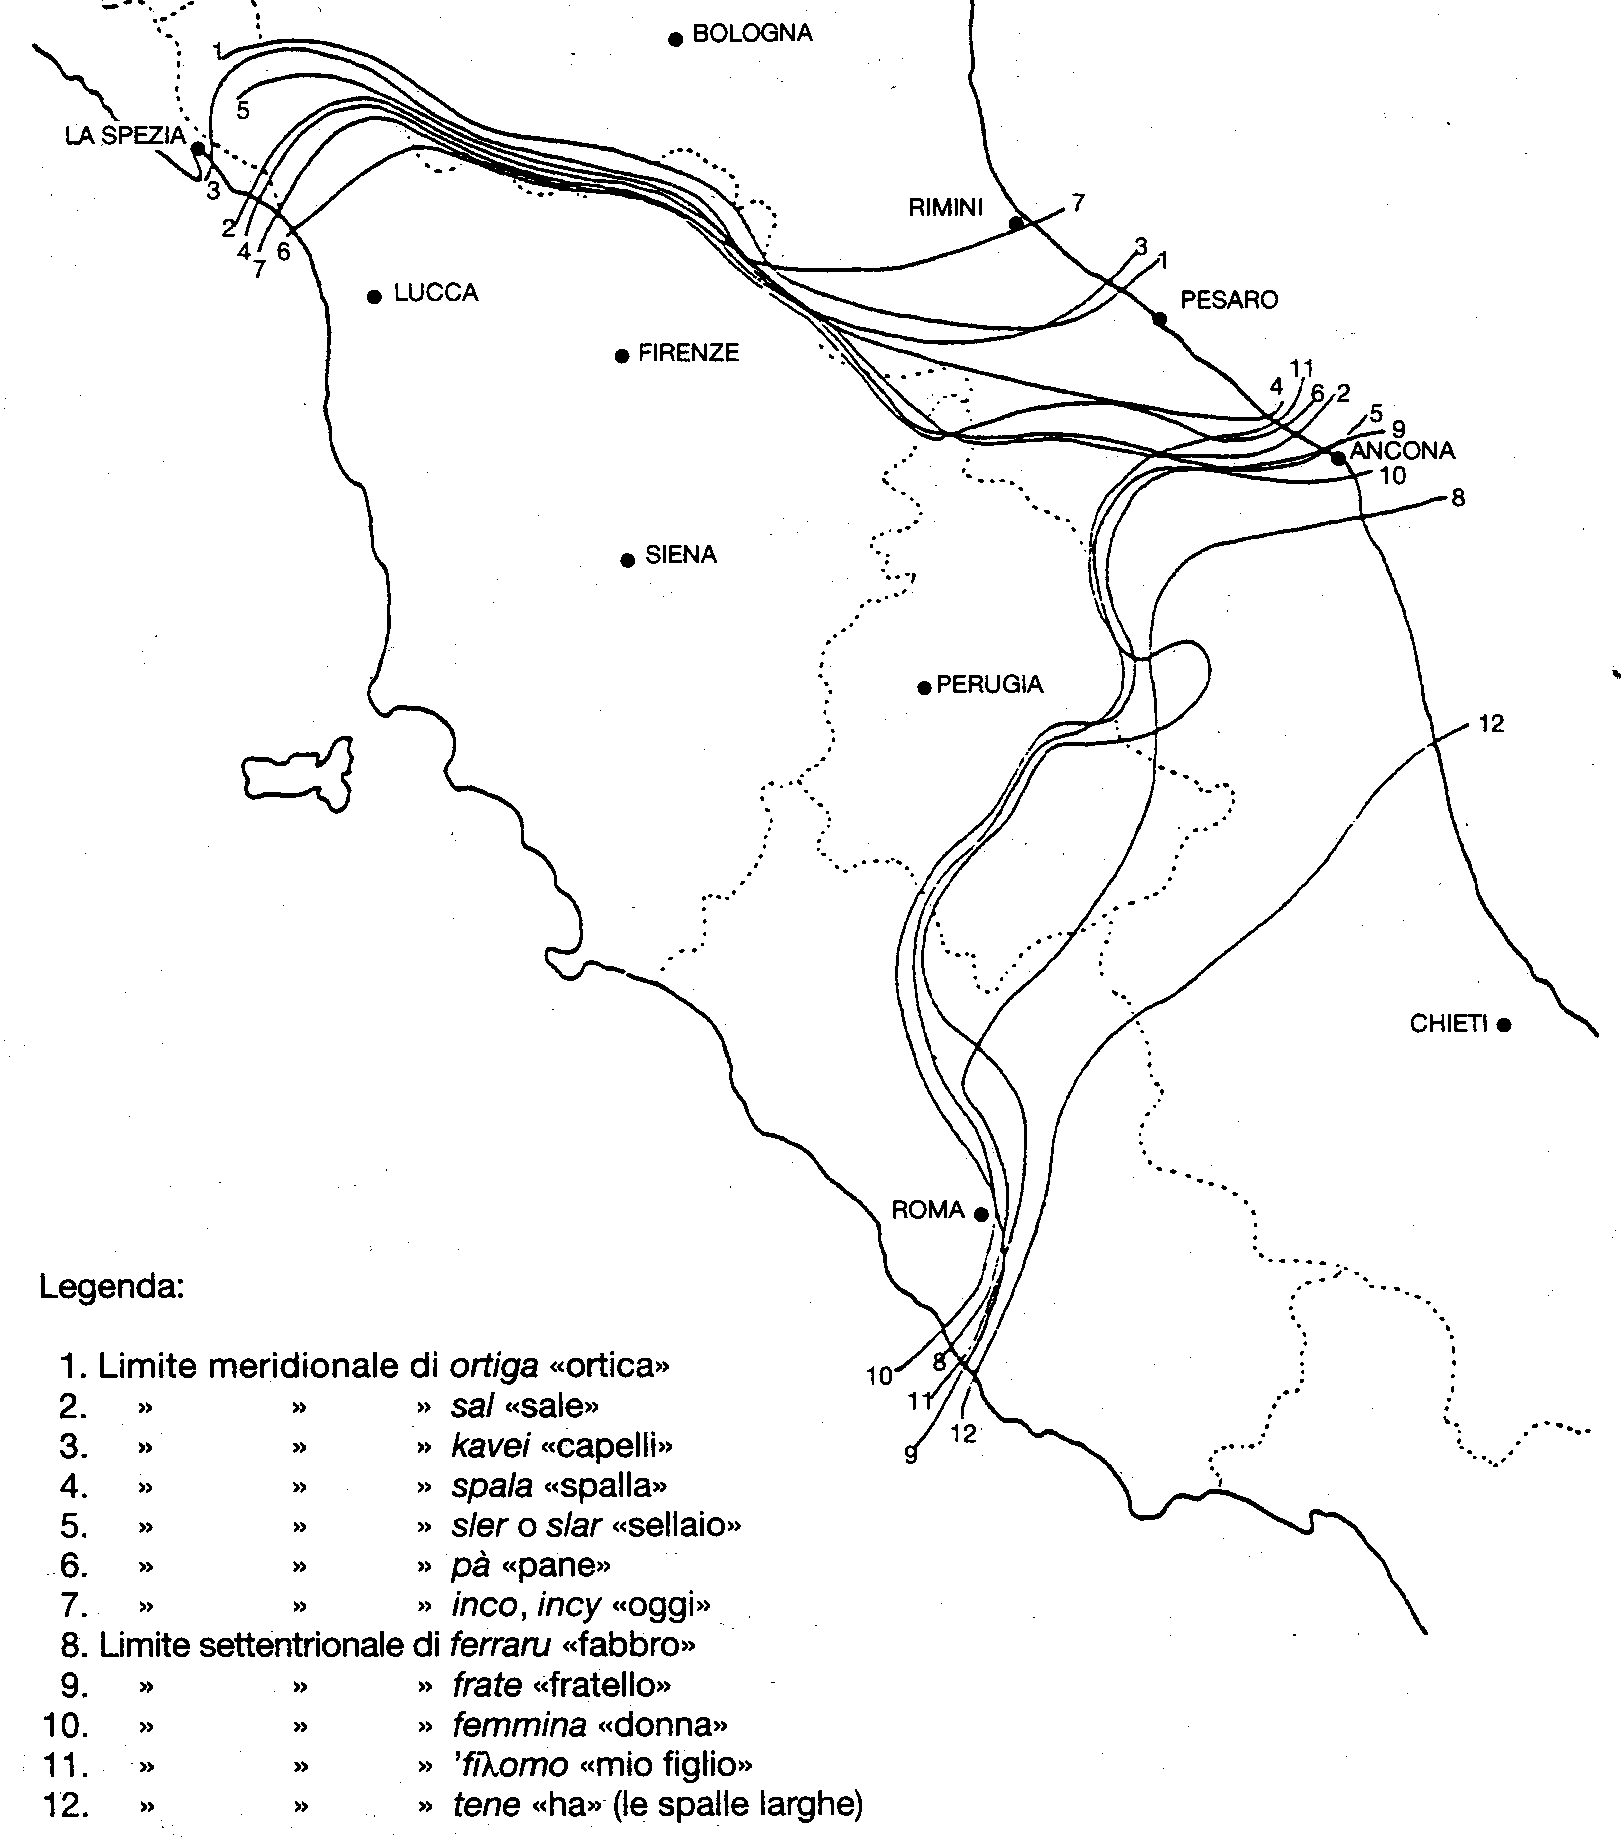 BOLOGNA
1
5
LA SPEZIA
3
2
4
7
6
RIMINI
7
3
1
PESARO
LUCCA
FIRENZE
11
4
6
2
5
9
ANCONA
10
8
SIENA
PERUGIA
12
CHIETI
ROMA
10
8
11
9
12
Legenda:
1. Limite meridionale di ortiga «ortica»
2. » » » sal «sale»
3. » » » kavei «capelli»
4. » » » spala «spalla»
5. » » » sler o slar «sellaio»
6. » » » pà «pane»
7. » » » inco, incy «oggi»
8. Limite settentrionale di ferraru «fabbro»
9. » » » frate «fratello»
10. » » » femmina «donna»
11. » » » 'fiλomo «mio figlio»
12. » » » tene «ha» (le spalle larghe)